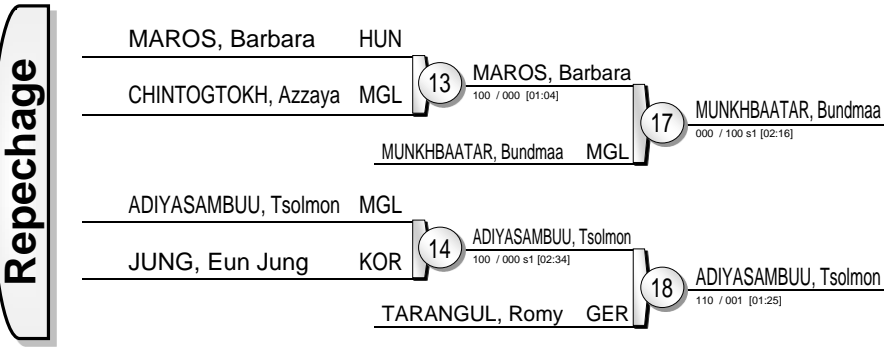 Repechage
MAROS, Barbara HUN
CHINTOGTOKH, Azzaya MGL
13
MAROS, Barbara
100 / 000 [01:04]
MUNKHBAATAR, Bundmaa MGL
17
MUNKHBAATAR, Bundmaa
000 / 100 s1 [02:16]
ADIYASAMBUU, Tsolmon MGL
JUNG, Eun Jung KOR
14
ADIYASAMBUU, Tsolmon
100 / 000 s1 [02:34]
TARANGUL, Romy GER
18
ADIYASAMBUU, Tsolmon
110 / 001 [01:25]